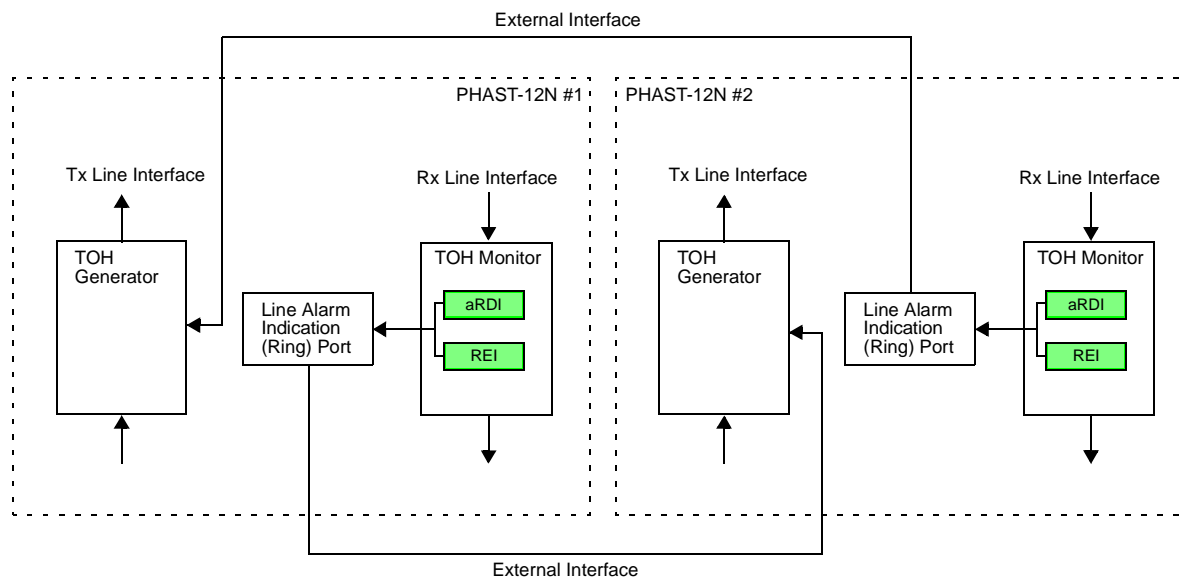 External Interface
PHAST-12N #1
PHAST-12N #2
Tx Line Interface
Rx Line Interface
Tx Line Interface
Rx Line Interface
TOH
Generator
TOH Monitor
aRDI
REI
Line Alarm
Indication
(Ring) Port
TOH
Generator
TOH Monitor
aRDI
REI
Line Alarm
Indication
(Ring) Port
External Interface